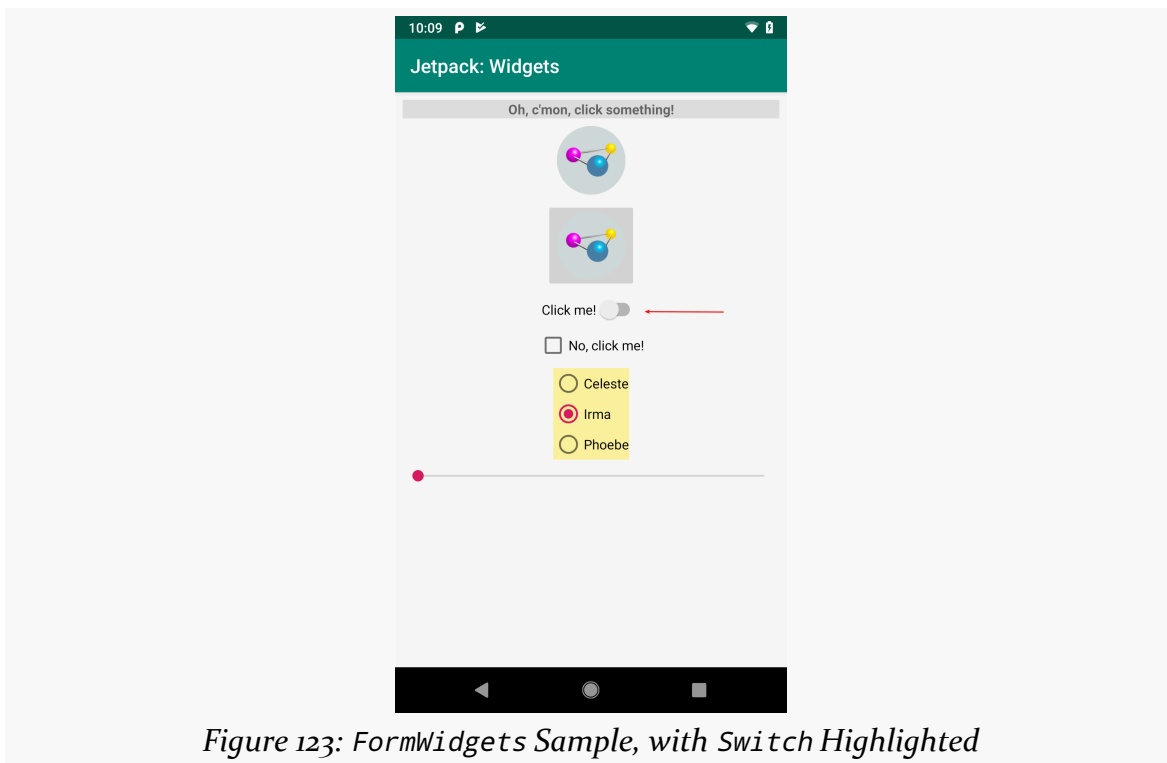 10:09
Jetpack: Widgets
Oh, c'mon, click something!
Click me!
No, click me!
Celeste
Irma
Phoebe
Figure 123: FormWidgets Sample, with Switch Highlighted